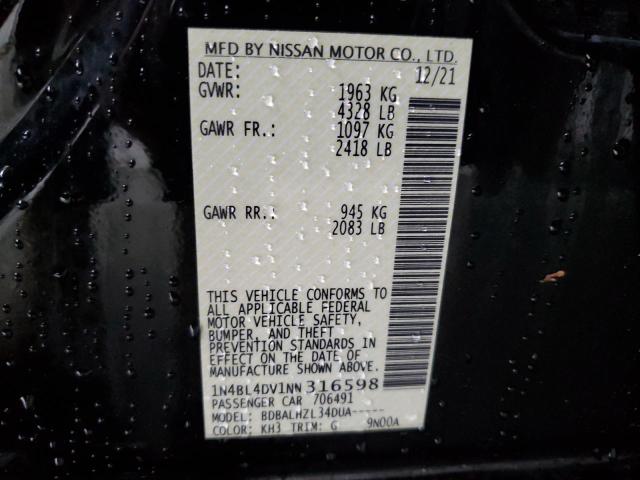 MFD BY NISSAN MOTOR CO., LTD.
DATE: 12/21
GVWR: 1963 KG
4328 LB
GAWR FR.: 1097 KG
2418 LB
GAWR RR.: 945 KG
2083 LB
THIS VEHICLE CONFORMS TO
ALL APPLICABLE FEDERAL
MOTOR VEHICLE SAFETY,
BUMPER, AND THEFT
PREVENTION STANDARDS IN
EFFECT ON THE DATE OF
MANUFACTURE SHOWN ABOVE.
1N4BL4DV1NN316598
PASSENGER CAR 706491
MODEL: BDBALHZL34DUA-----
COLOR: KH3 TRIM: G 9N00A